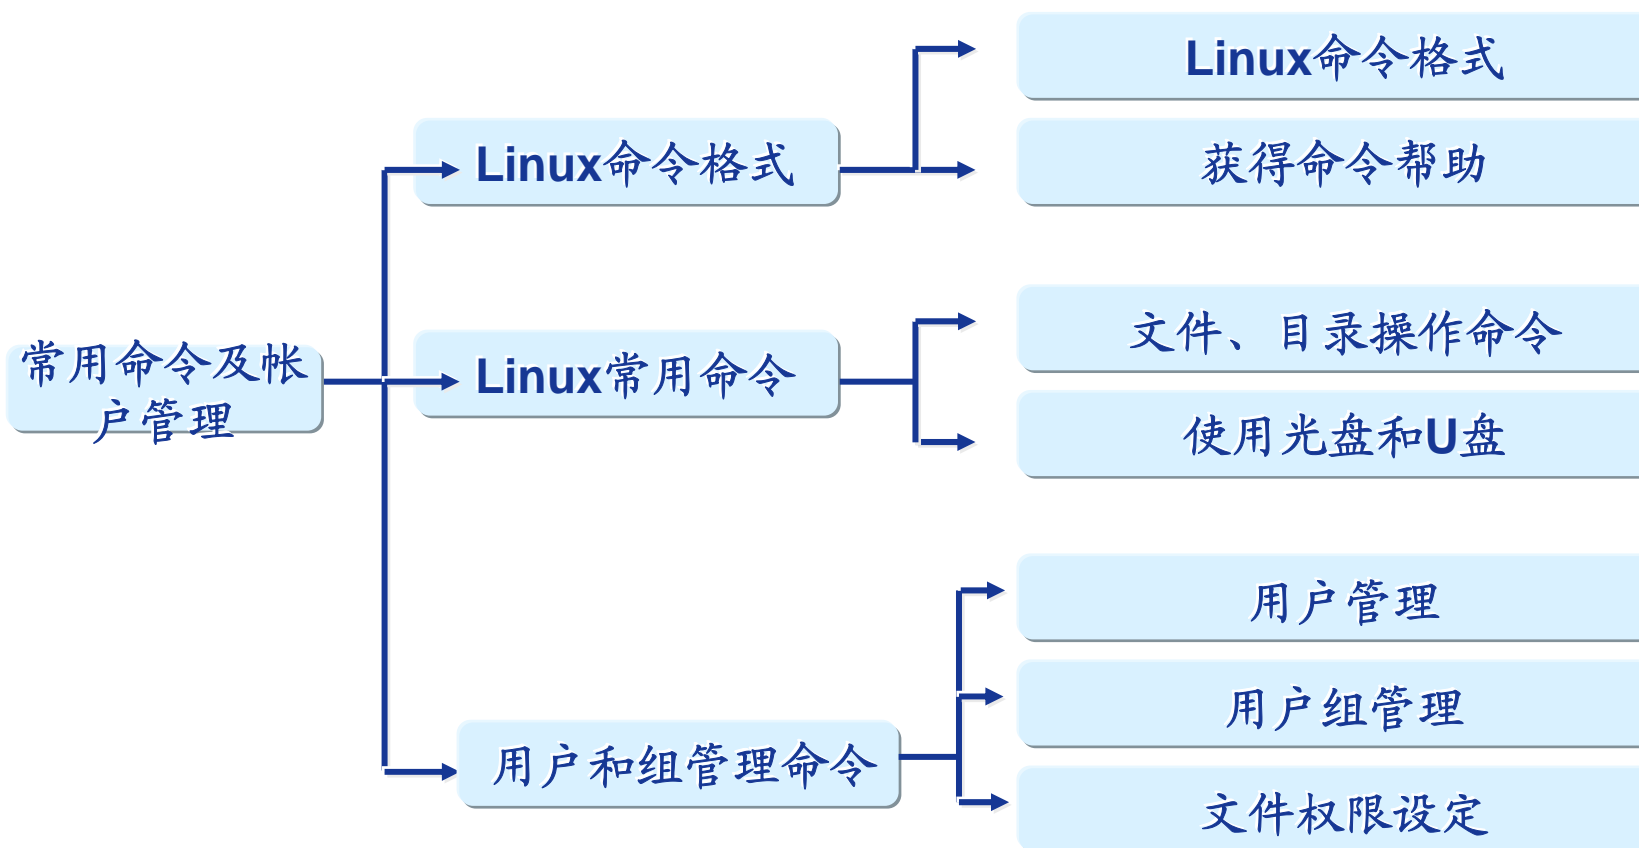 常用命令及帐
户管理
Linux命令格式
Linux命令格式
获得命令帮助
Linux常用命令
文件、目录操作命令
使用光盘和U盘
用户和组管理命令
用户管理
用户组管理
文件权限设定